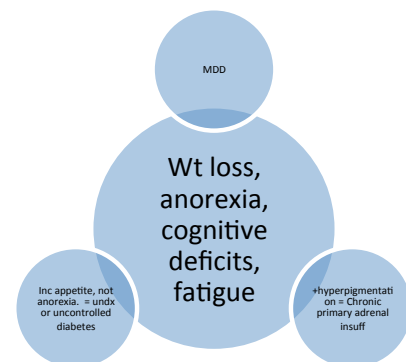 MDD
Wt loss,
anorexia,
cognitive
deficits,
fatigue
Inc appetite, not
anorexia. = undx
or uncontrolled
diabetes
+hyperpigmentati
on = Chronic
primary adrenal
insuff